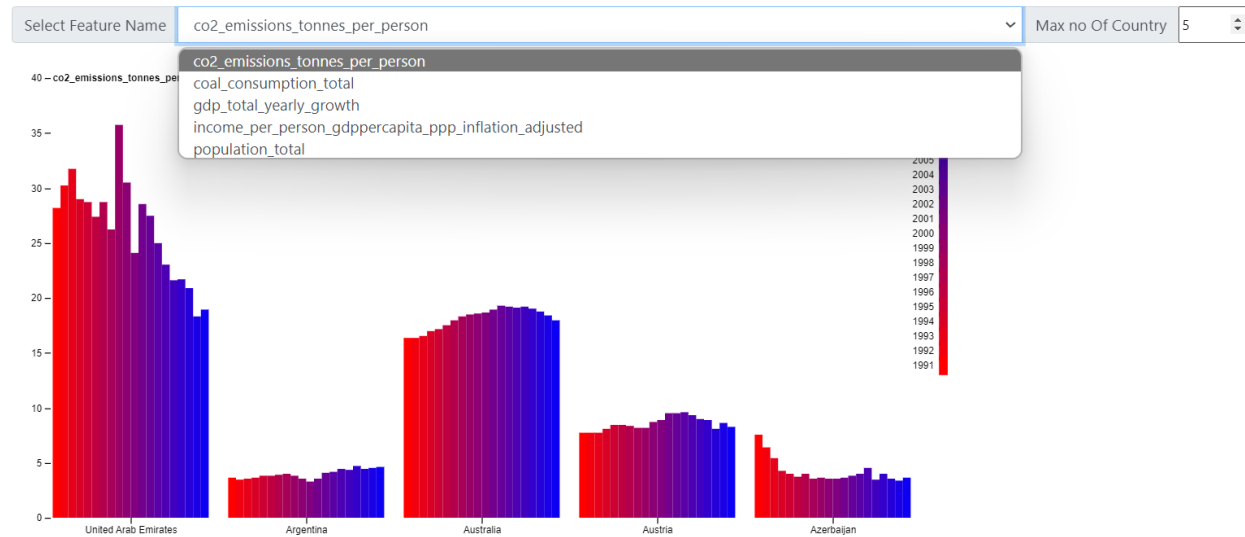 Select Feature Name co2_emissions_tonnes_per_person Max no Of Country 5
co2_emissions_tonnes_per_person
coal_consumption_total
gdp_total_yearly_growth
income_per_person_gdppercapita_ppp_inflation_adjusted
population_total
40 co2_emissions_tonnes_pe
35
30
25
20
15
10
5
0
2005
2004
2003
2002
2001
2000
1999
1998
1997
1996
1995
1994
1993
1992
1991
United Arab Emirates Argentina Australia Austria Azerbaijan